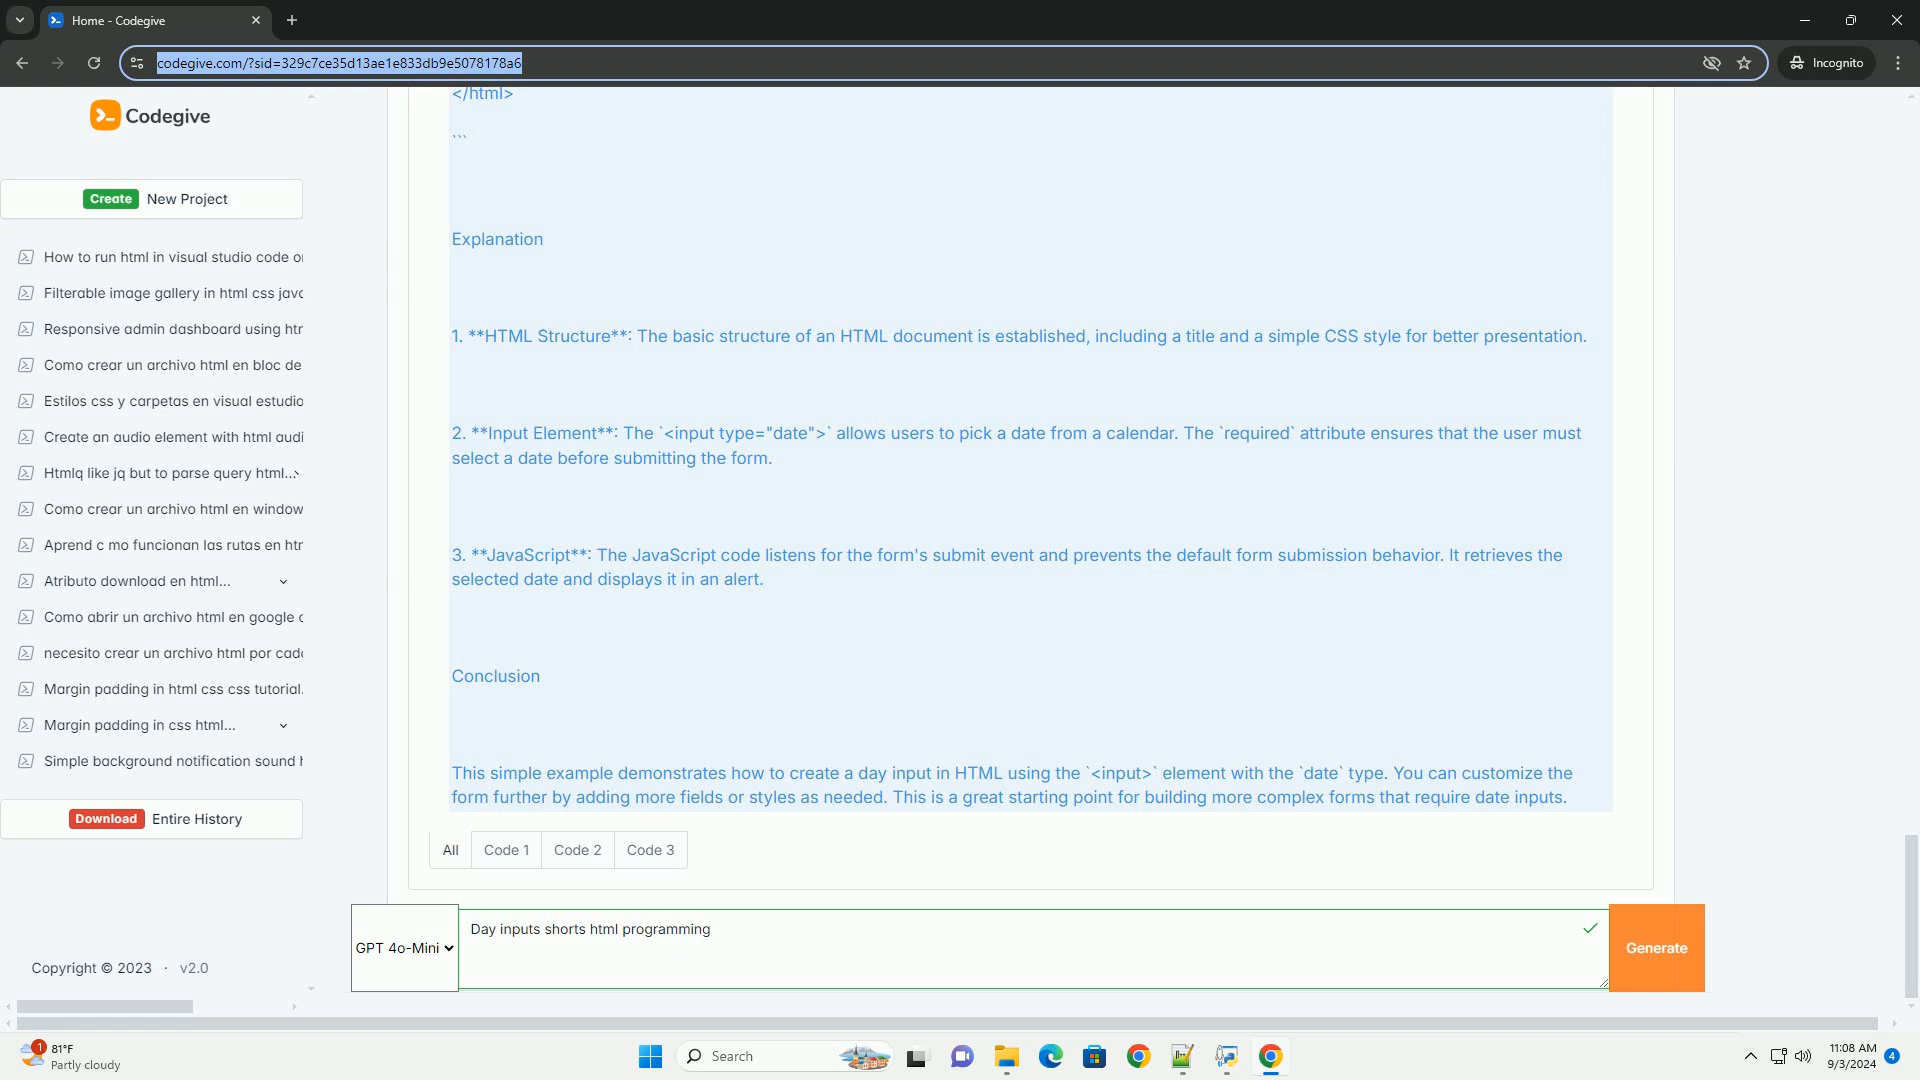 Home - Codegive
codegive.com/?sid=329c7ce35d13ae1e833db9e5078178a6
Incognito
Codegive
Create New Project
How to run html in visual studio code or
Filterable image gallery in html css java
Responsive admin dashboard using htm
Como crear un archivo html en bloc de
Estilos css y carpetas en visual estudio
Create an audio element with html audi
Htmlq like jq but to parse query html...
Como crear un archivo html en window
Aprend c mo funcionan las rutas en htm
Atributo download en html...
Como abrir un archivo html en google c
necesito crear un archivo html por cada
Margin padding in html css css tutorial.
Margin padding in css html...
Simple background notification sound h
Download Entire History
Copyright © 2023 · v2.0
</html>
```
Explanation
1. **HTML Structure**: The basic structure of an HTML document is established, including a title and a simple CSS style for better presentation.
2. **Input Element**: The `<input type="date">` allows users to pick a date from a calendar. The `required` attribute ensures that the user must
select a date before submitting the form.
3. **JavaScript**: The JavaScript code listens for the form's submit event and prevents the default form submission behavior. It retrieves the
selected date and displays it in an alert.
Conclusion
This simple example demonstrates how to create a day input in HTML using the `<input>` element with the `date` type. You can customize the
form further by adding more fields or styles as needed. This is a great starting point for building more complex forms that require date inputs.
All Code 1 Code 2 Code 3
GPT 4o-Mini
Day inputs shorts html programming
Generate
1
81°F
Partly cloudy
Search
11:08 AM
9/3/2024
4